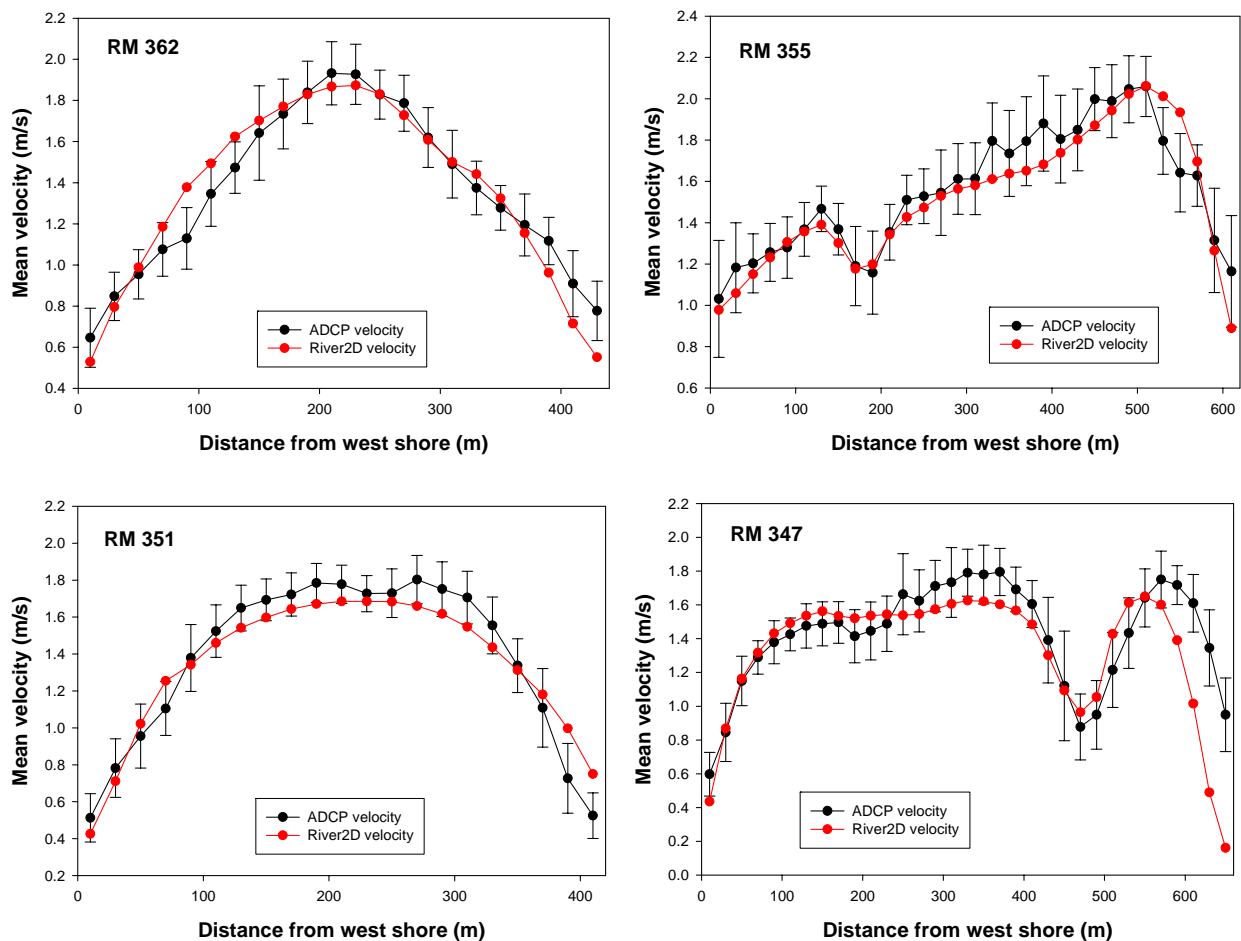 RM 362
Mean velocity (m/s)
2.2
2.0
1.8
1.6
1.4
1.2
1.0
0.8
0.6
0.4
ADCP velocity
River2D velocity
0 100 200 300 400
Distance from west shore (m)
RM 355
Mean velocity (m/s)
2.4
2.2
2.0
1.8
1.6
1.4
1.2
1.0
0.8
0.6
ADCP velocity
River2D velocity
0 100 200 300 400 500 600
Distance from west shore (m)
RM 351
Mean velocity (m/s)
2.2
2.0
1.8
1.6
1.4
1.2
1.0
0.8
0.6
0.4
0.2
ADCP velocity
River2D velocity
0 100 200 300 400
Distance from west shore (m)
RM 347
Mean velocity (m/s)
2.2
2.0
1.8
1.6
1.4
1.2
1.0
0.8
0.6
0.4
0.2
0.0
ADCP velocity
River2D velocity
0 100 200 300 400 500 600
Distance from west shore (m)